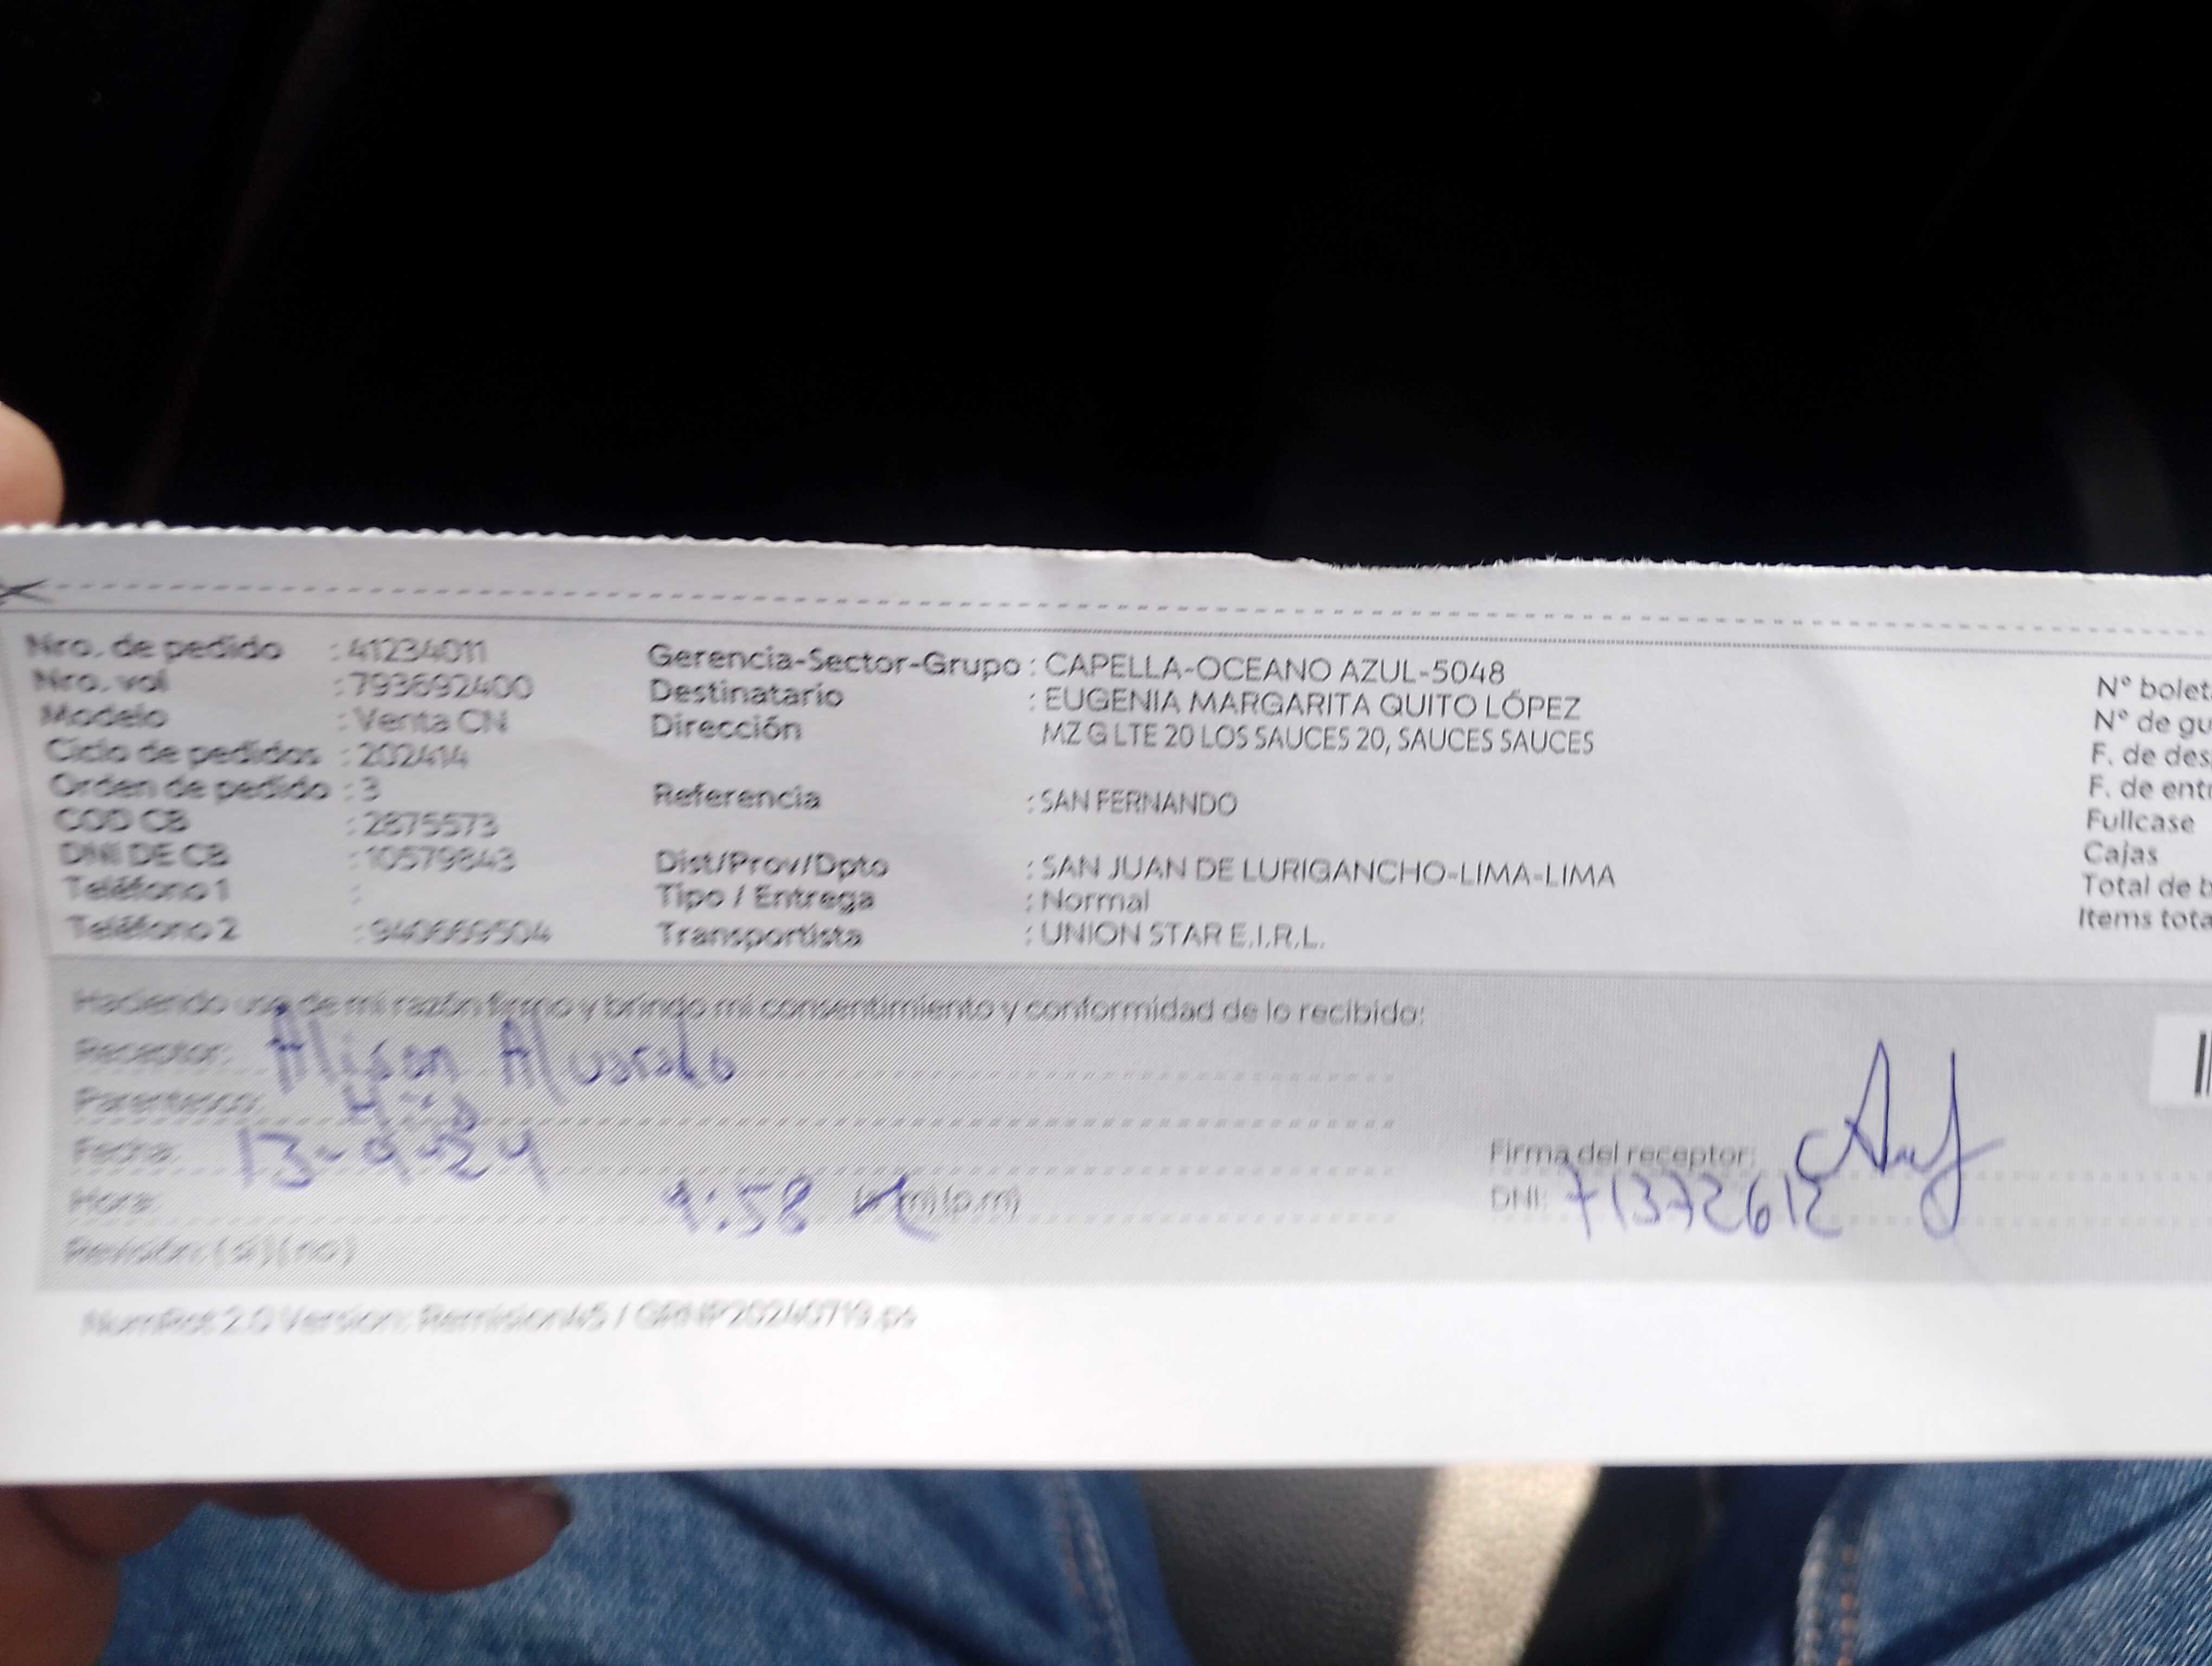 Nro. de pedido : 41234011
Nro. vol : 793692400
Modelo : Venta CN
Ciclo de pedidos : 202414
Orden de pedido : 3
COD CB : 2875573
DNI DE CB : 10579843
Teléfono 1 :
Teléfono 2 : 940669504
Gerencia-Sector-Grupo : CAPELLA-OCEANO AZUL-5048
Destinatario : EUGENIA MARGARITA QUITO LÓPEZ
Dirección MZ G LTE 20 LOS SAUCES 20, SAUCES SAUCES
Referencia : SAN FERNANDO
Dist/Prov/Dpto : SAN JUAN DE LURIGANCHO-LIMA-LIMA
Tipo / Entrega : Normal
Transportista : UNION STAR E.I.R.L.
N° bolet
N° de gu
F. de des
F. de entr
Fullcase
Cajas
Total de b
Items tota
Haciendo uso de mi razón firmo y brindo mi consentimiento y conformidad de lo recibido:
Receptor: Alison Alvarado
Parentesco: Hija
Fecha: 13-9-24
Hora: 9:58 (a.m)(p.m)
Revisión: (si)(no)
Firma del receptor:
DNI: 71372612
NumRot 2.0 Version: